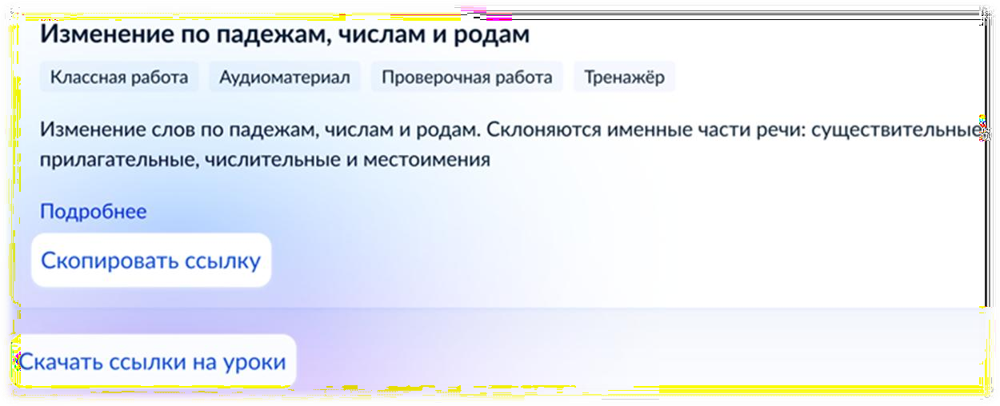 Изменение по падежам, числам и родам
Классная работа Аудиоматериал Проверочная работа Тренажёр
Изменение слов по падежам, числам и родам. Склоняются именные части речи: существительные,
прилагательные, числительные и местоимения
Подробнее
Скопировать ссылку
Скачать ссылки на уроки